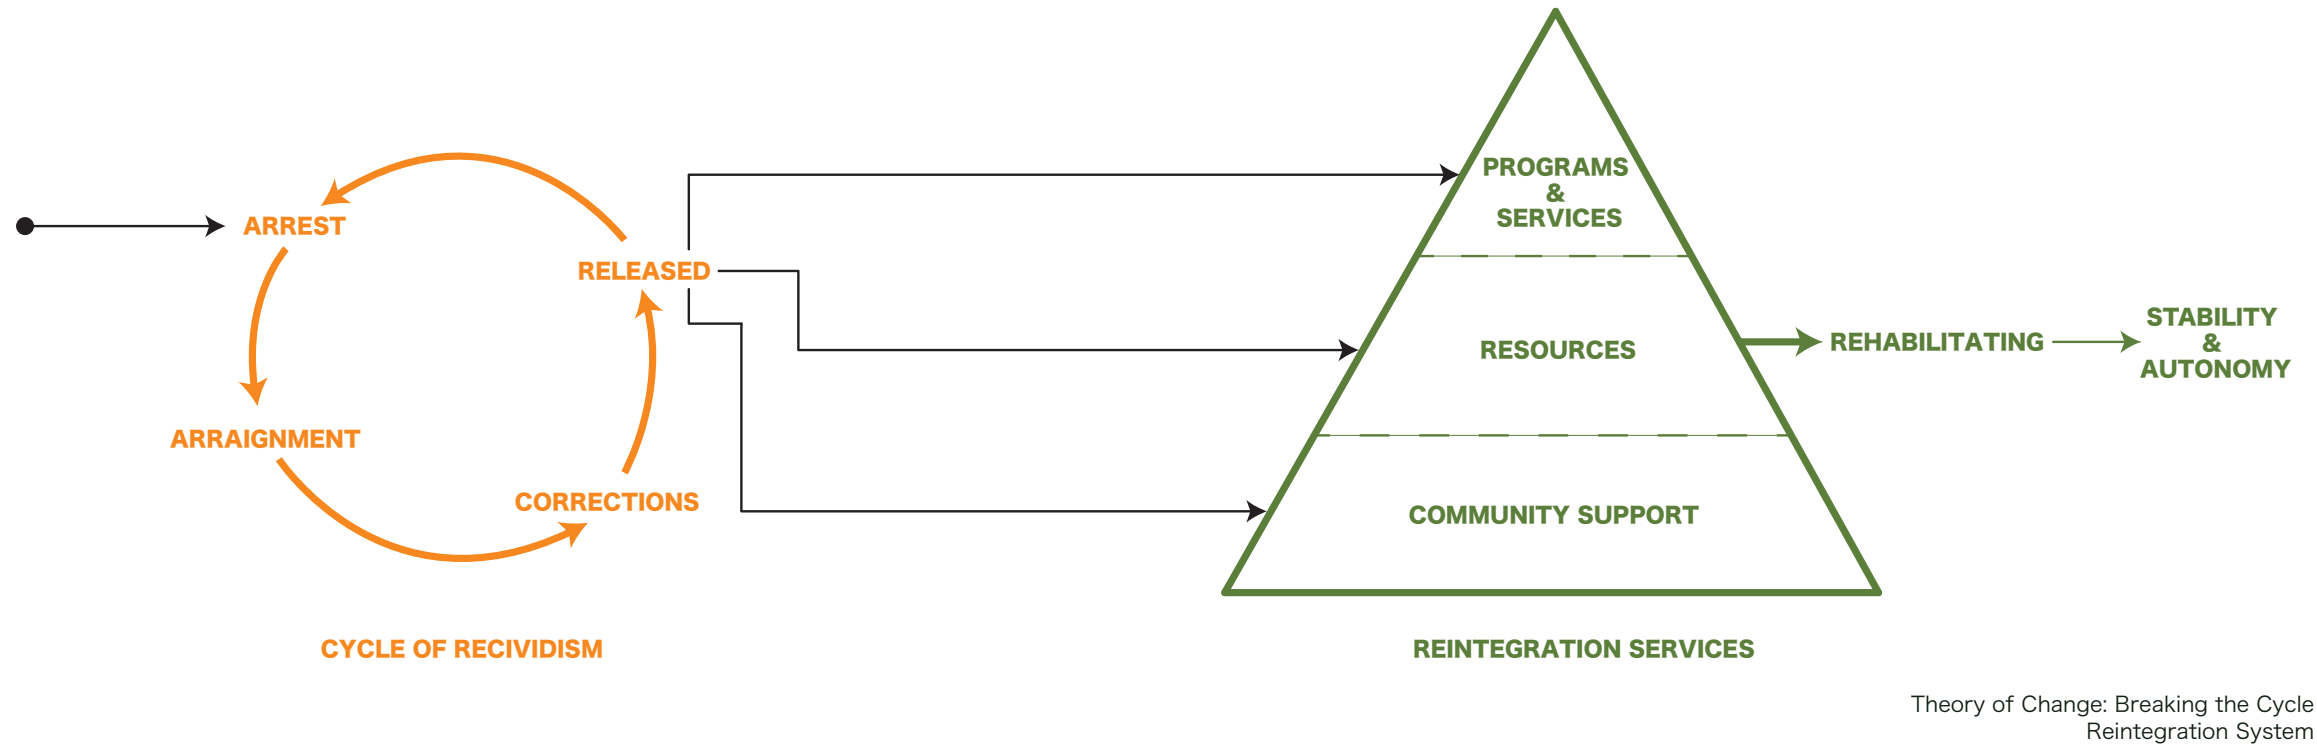 ARREST
RELEASED
ARRAIGNMENT
CORRECTIONS
CYCLE OF RECIVIDISM
PROGRAMS
&
SERVICES
RESOURCES
COMMUNITY SUPPORT
REINTEGRATION SERVICES
REHABILITATING
STABILITY
&
AUTONOMY
Theory of Change: Breaking the Cycle
Reintegration System